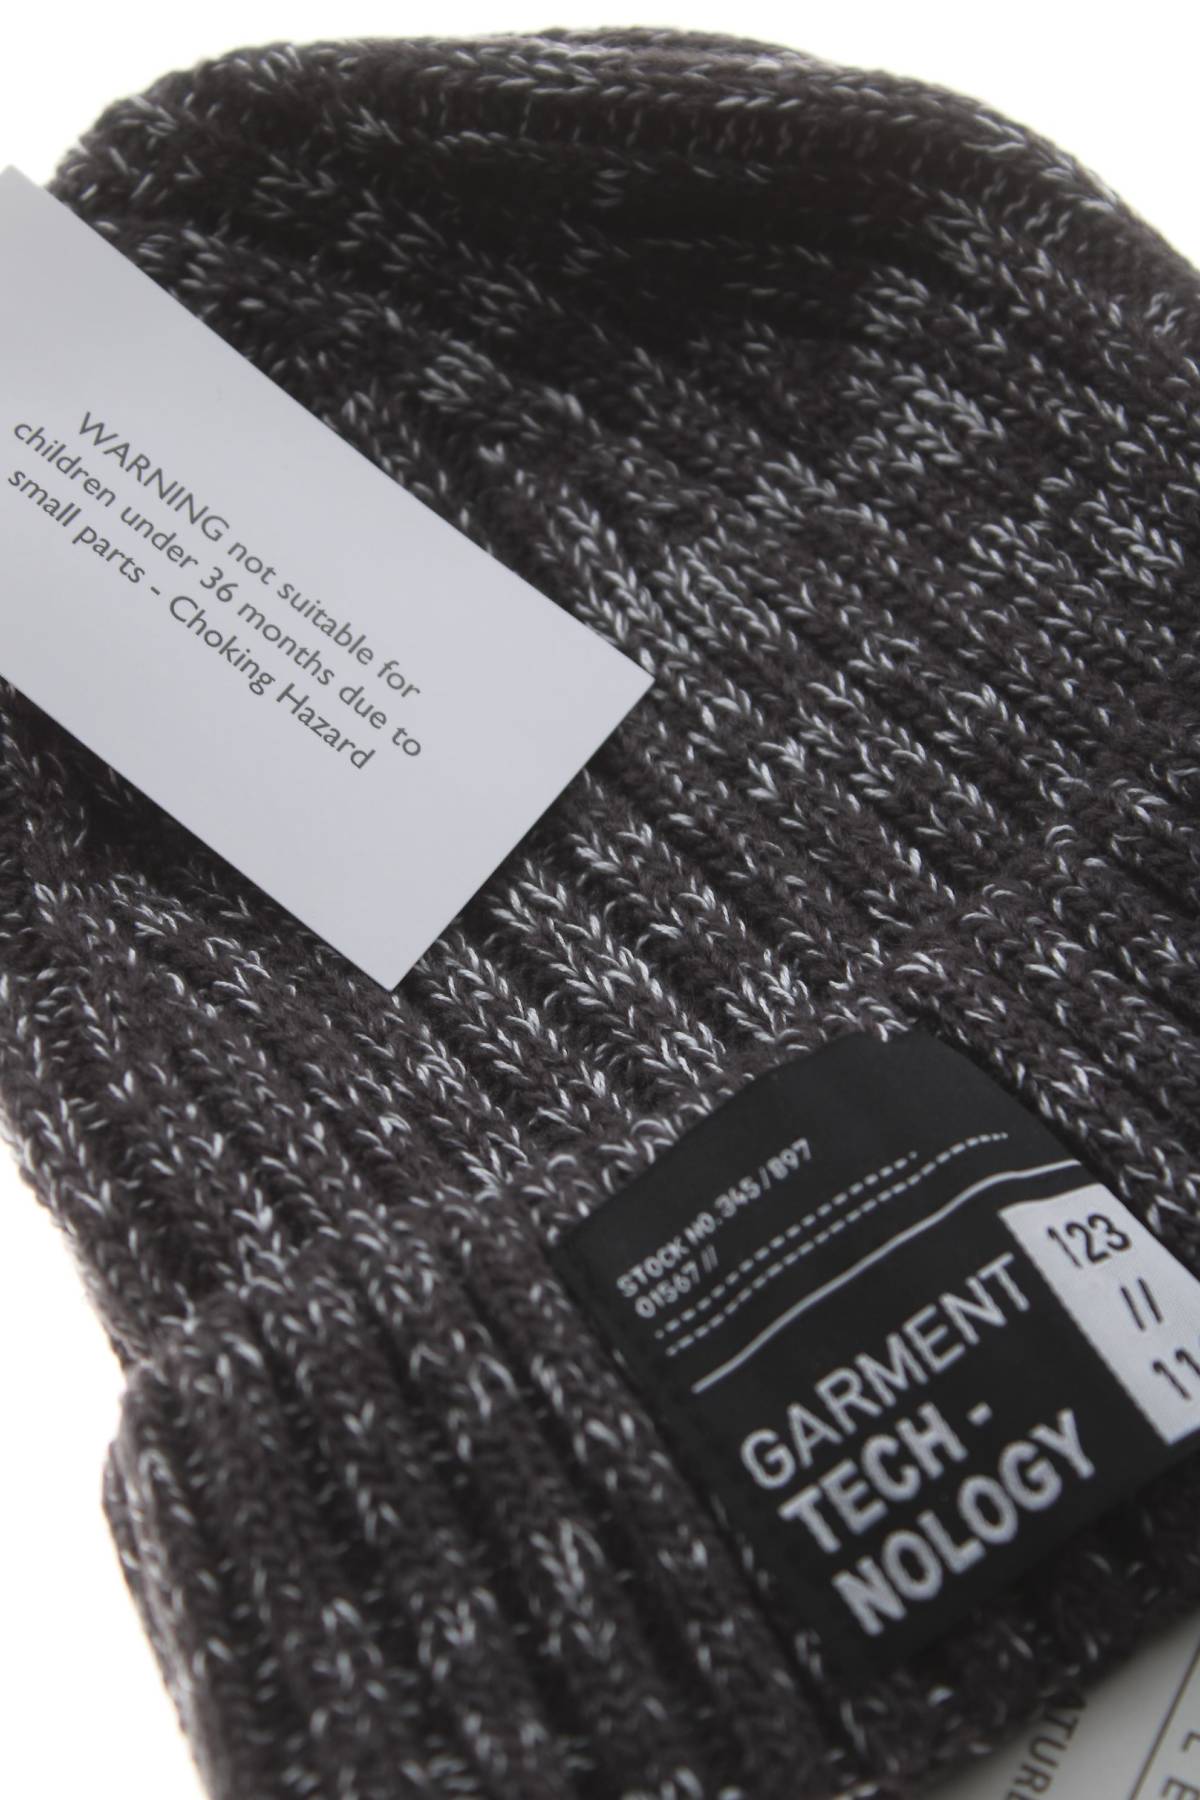 WARNING not suitable for
children under 36 months due to
small parts - Choking Hazard
STOCK NO. 345/897
01567//
GARMENT
TECH -
NOLOGY
123
//
11